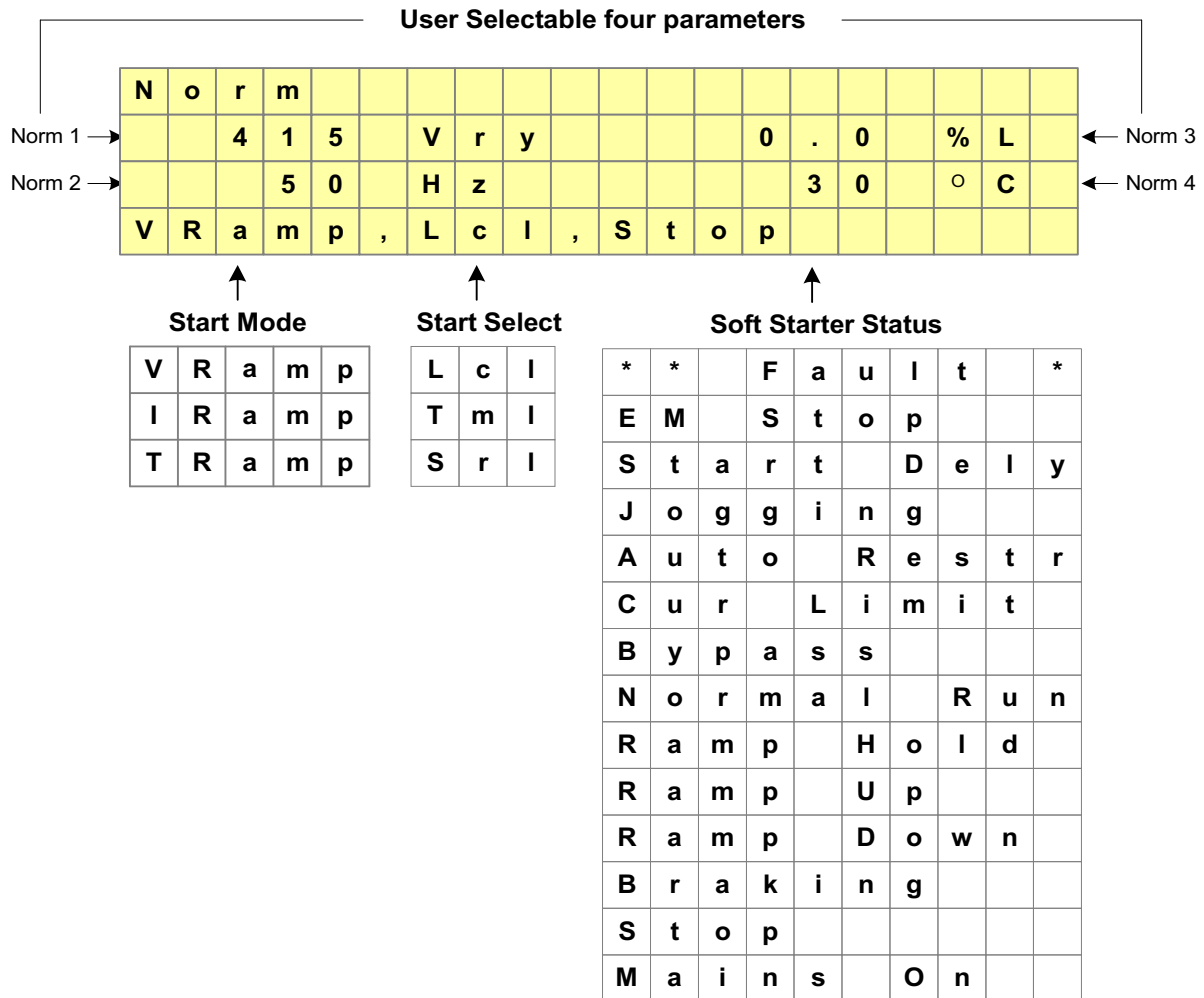 User Selectable four parameters
Norm
Norm 1 415 Vry 0.0 %L Norm 3
Norm 2 50 Hz 30 °C Norm 4
VRamp,Lcl,Stop
Start Mode Start Select Soft Starter Status
VRamp Lcl ** Fault *
IRamp Tml EM Stop
TRamp Srl Start Dely
Jogging
Auto Restr
Cur Limit
Bypass
Normal Run
Ramp Hold
Ramp Up
Ramp Down
Braking
Stop
Mains On